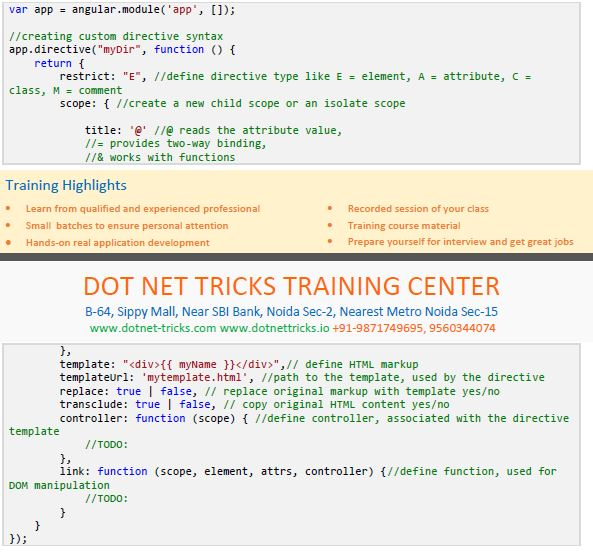 var app = angular.module('app', []);
//creating custom directive syntax
app.directive("myDir", function () {
return {
restrict: "E", //define directive type like E = element, A = attribute, C =
class, M = comment
scope: { //create a new child scope or an isolate scope
title: '@' //@ reads the attribute value,
//= provides two-way binding,
//& works with functions
Training Highlights
• Learn from qualified and experienced professional
• Small batches to ensure personal attention
• Hands-on real application development
• Recorded session of your class
• Training course material
• Prepare yourself for interview and get great jobs
DOT NET TRICKS TRAINING CENTER
B-64, Sippy Mall, Near SBI Bank, Noida Sec-2, Nearest Metro Noida Sec-15
www.dotnet-tricks.com www.dotnettricks.io +91-9871749695, 9560344074
},
template: "<div>{{ myName }}</div>",// define HTML markup
templateUrl: 'mytemplate.html', //path to the template, used by the directive
replace: true | false, // replace original markup with template yes/no
transclude: true | false, // copy original HTML content yes/no
controller: function (scope) { //define controller, associated with the directive
template
//TODO:
},
link: function (scope, element, attrs, controller) {//define function, used for
DOM manipulation
//TODO:
}
}
});